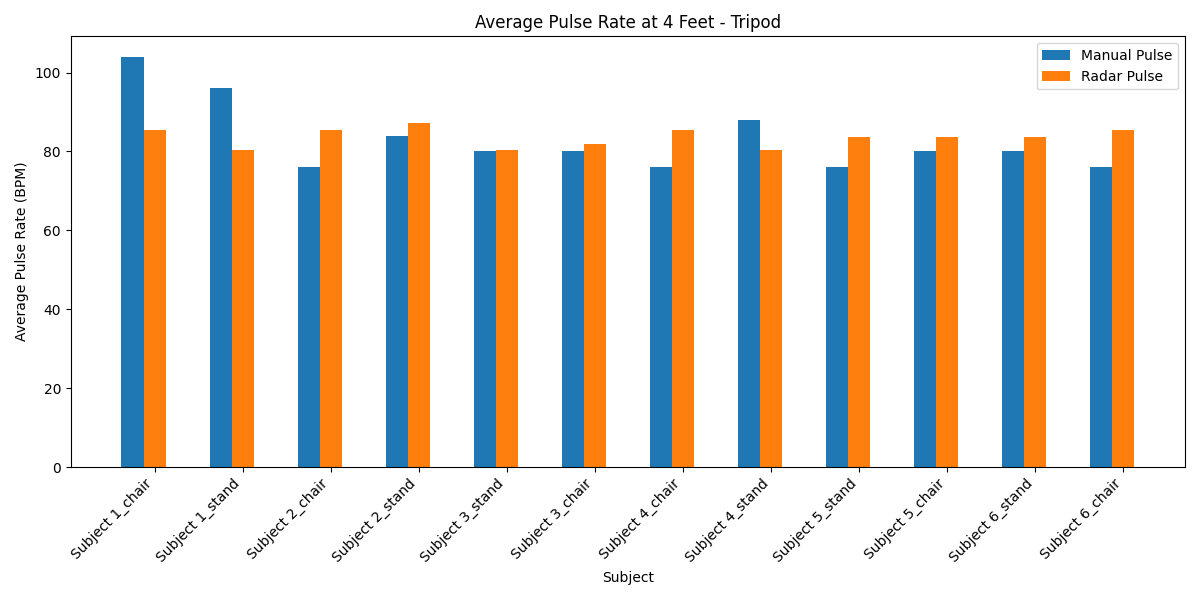 Average Pulse Rate at 4 Feet - Tripod
Manual Pulse
Radar Pulse
Average Pulse Rate (BPM)
100
80
60
40
20
0
Subject 1_chair
Subject 1_stand
Subject 2_chair
Subject 2_stand
Subject 3_stand
Subject 3_chair
Subject 4_chair
Subject 4_stand
Subject 5_stand
Subject 5_chair
Subject 6_stand
Subject 6_chair
Subject